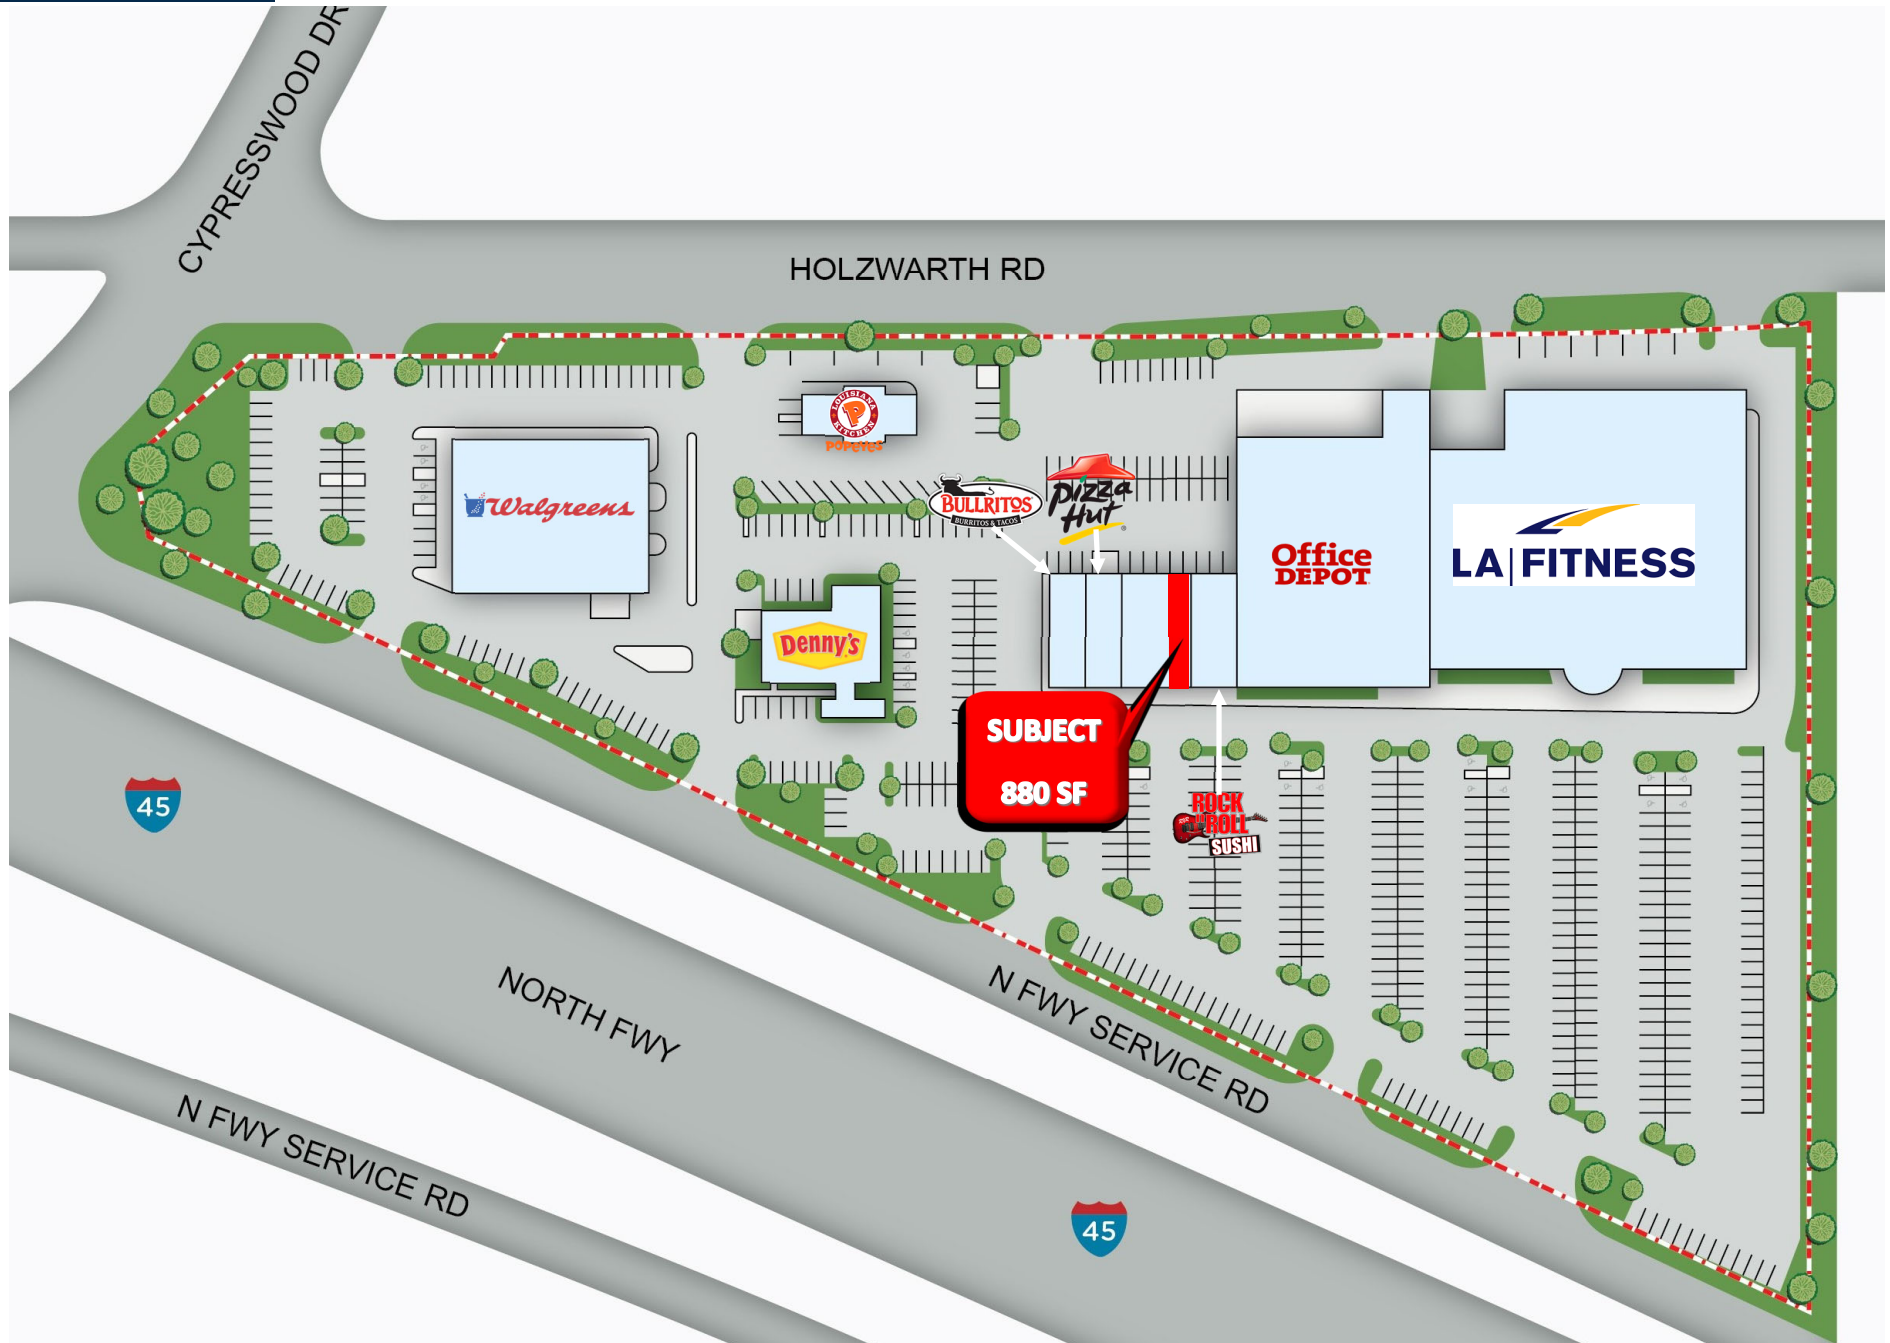 CYPRESSWOOD DR
HOLZWARTH RD
LOUISIANA
KITCHEN
POPEYES
Walgreens
BULLRITOS
BURRITOS & TACOS
Pizza
Hut
Office
DEPOT
LA FITNESS
Denny's
SUBJECT
880 SF
ROCK
n'
ROLL
SUSHI
45
NORTH FWY
N FWY SERVICE RD
N FWY SERVICE RD
45